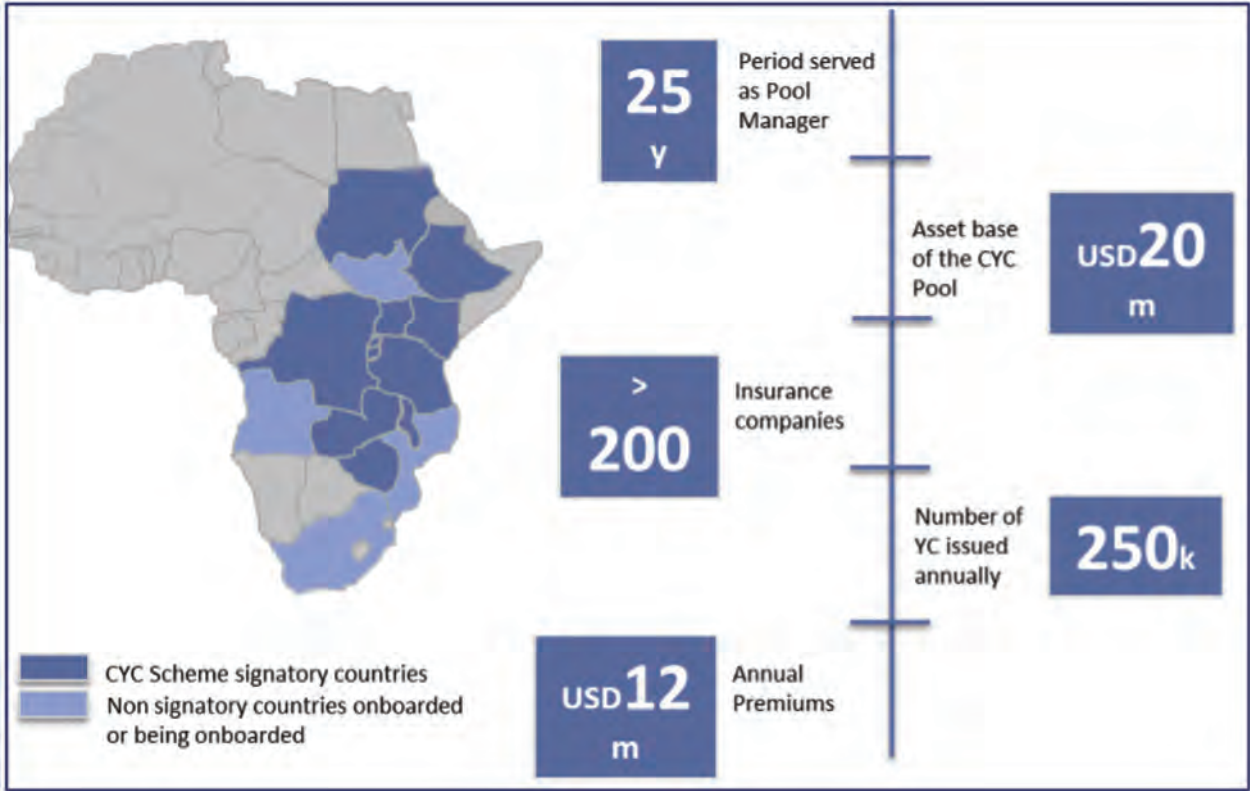 25
y
Period served
as Pool
Manager
Asset base
of the CYC
Pool
USD20
m
>
200
Insurance
companies
Number of
YC issued
annually
250k
USD12
m
Annual
Premiums
CYC Scheme signatory countries
Non signatory countries onboarded
or being onboarded